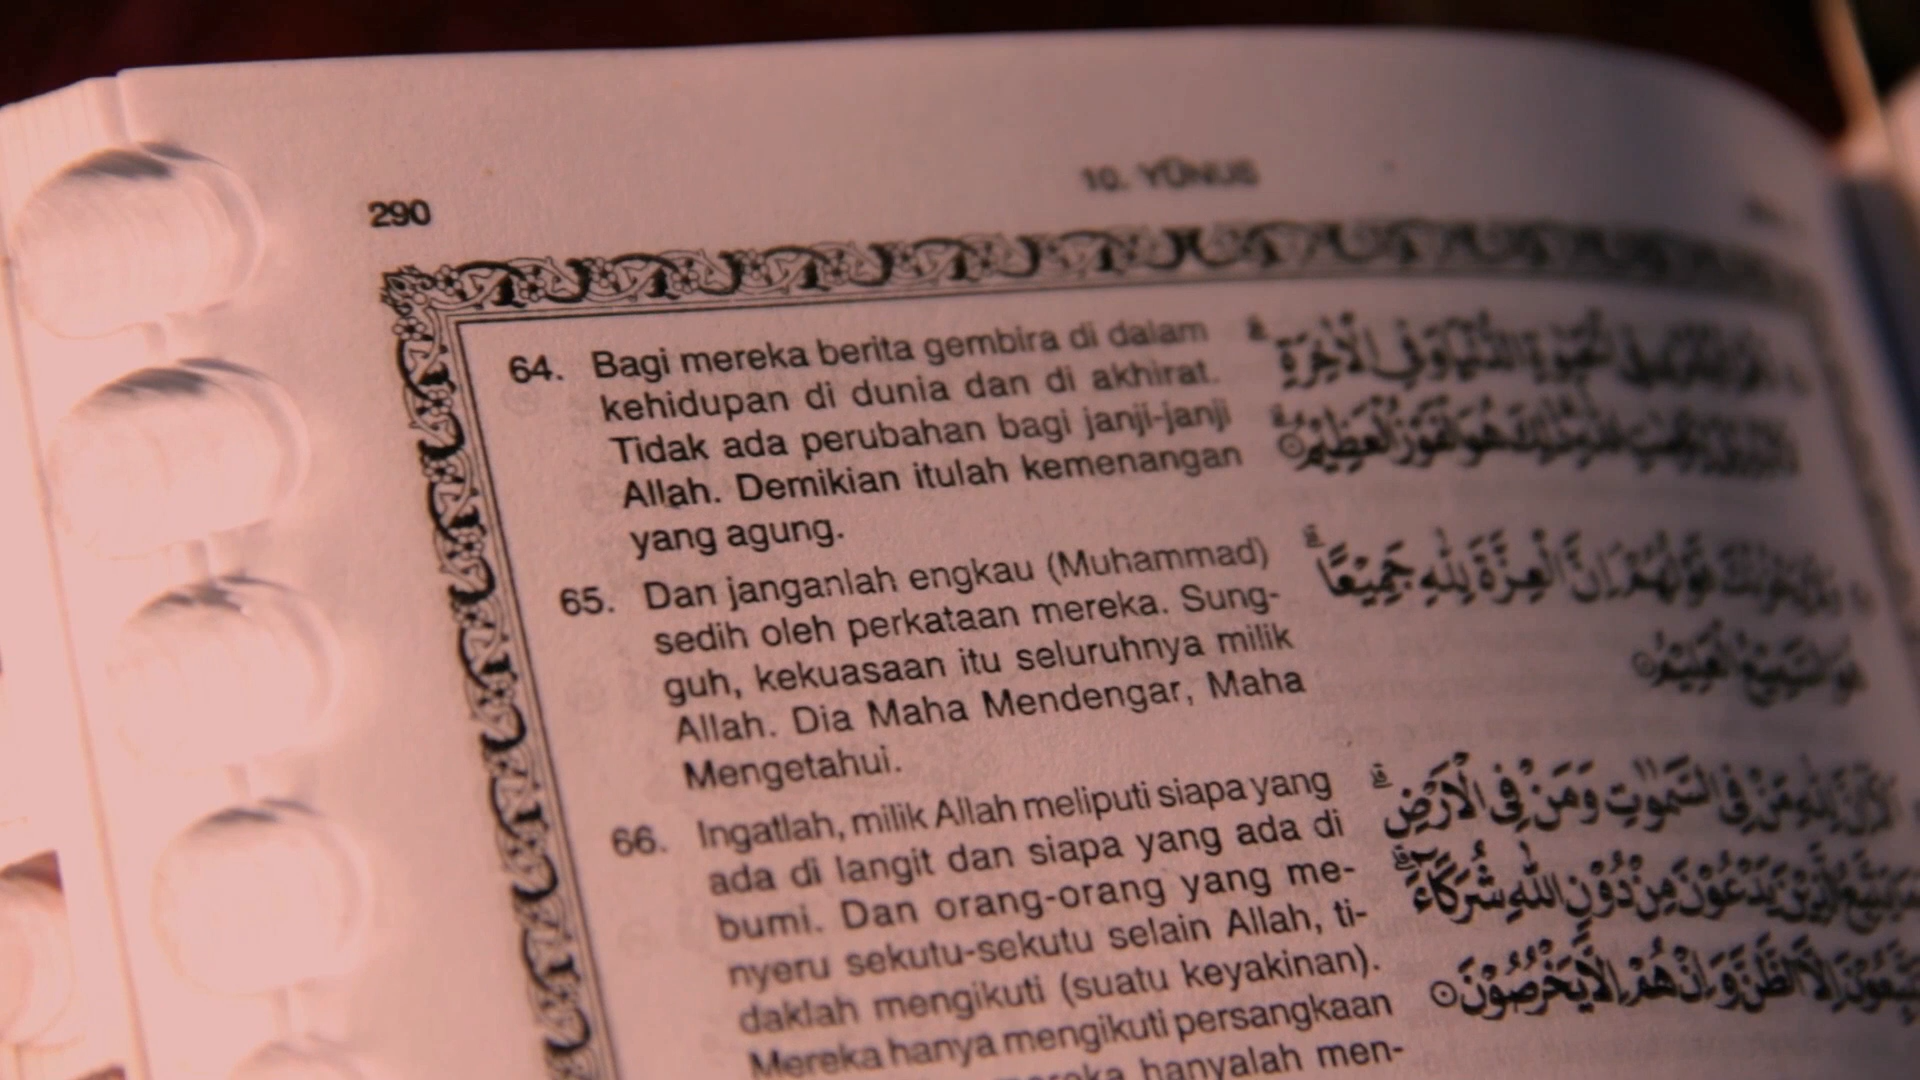 290
10. YŪNUS
64. Bagi mereka berita gembira di dalam
kehidupan di dunia dan di akhirat.
Tidak ada perubahan bagi janji-janji
Allah. Demikian itulah kemenangan
yang agung.
65. Dan janganlah engkau (Muhammad)
sedih oleh perkataan mereka. Sung-
guh, kekuasaan itu seluruhnya milik
Allah. Dia Maha Mendengar, Maha
Mengetahui.
66. Ingatlah, milik Allah meliputi siapa yang
ada di langit dan siapa yang ada di
bumi. Dan orang-orang yang me-
nyeru sekutu-sekutu selain Allah, ti-
daklah mengikuti (suatu keyakinan).
Mereka hanya mengikuti persangkaan
hanyalah men-
الدُّنْيَا وَفِى الْاٰخِرَةِ
هُوَ الْفَوْزُ الْعَظِيْمُ
قَوْلُهُمْ اِنَّ الْعِزَّةَ لِلّٰهِ جَمِيْعًا
هُوَ السَّمِيْعُ الْعَلِيْمُ
مَنْ فِى السَّمٰوٰتِ وَمَنْ فِى الْاَرْضِ
الَّذِيْنَ يَدْعُوْنَ مِنْ دُوْنِ اللّٰهِ شُرَكَاۤءَ
اِلَّا الظَّنَّ وَاِنْ هُمْ اِلَّا يَخْرُصُوْنَ